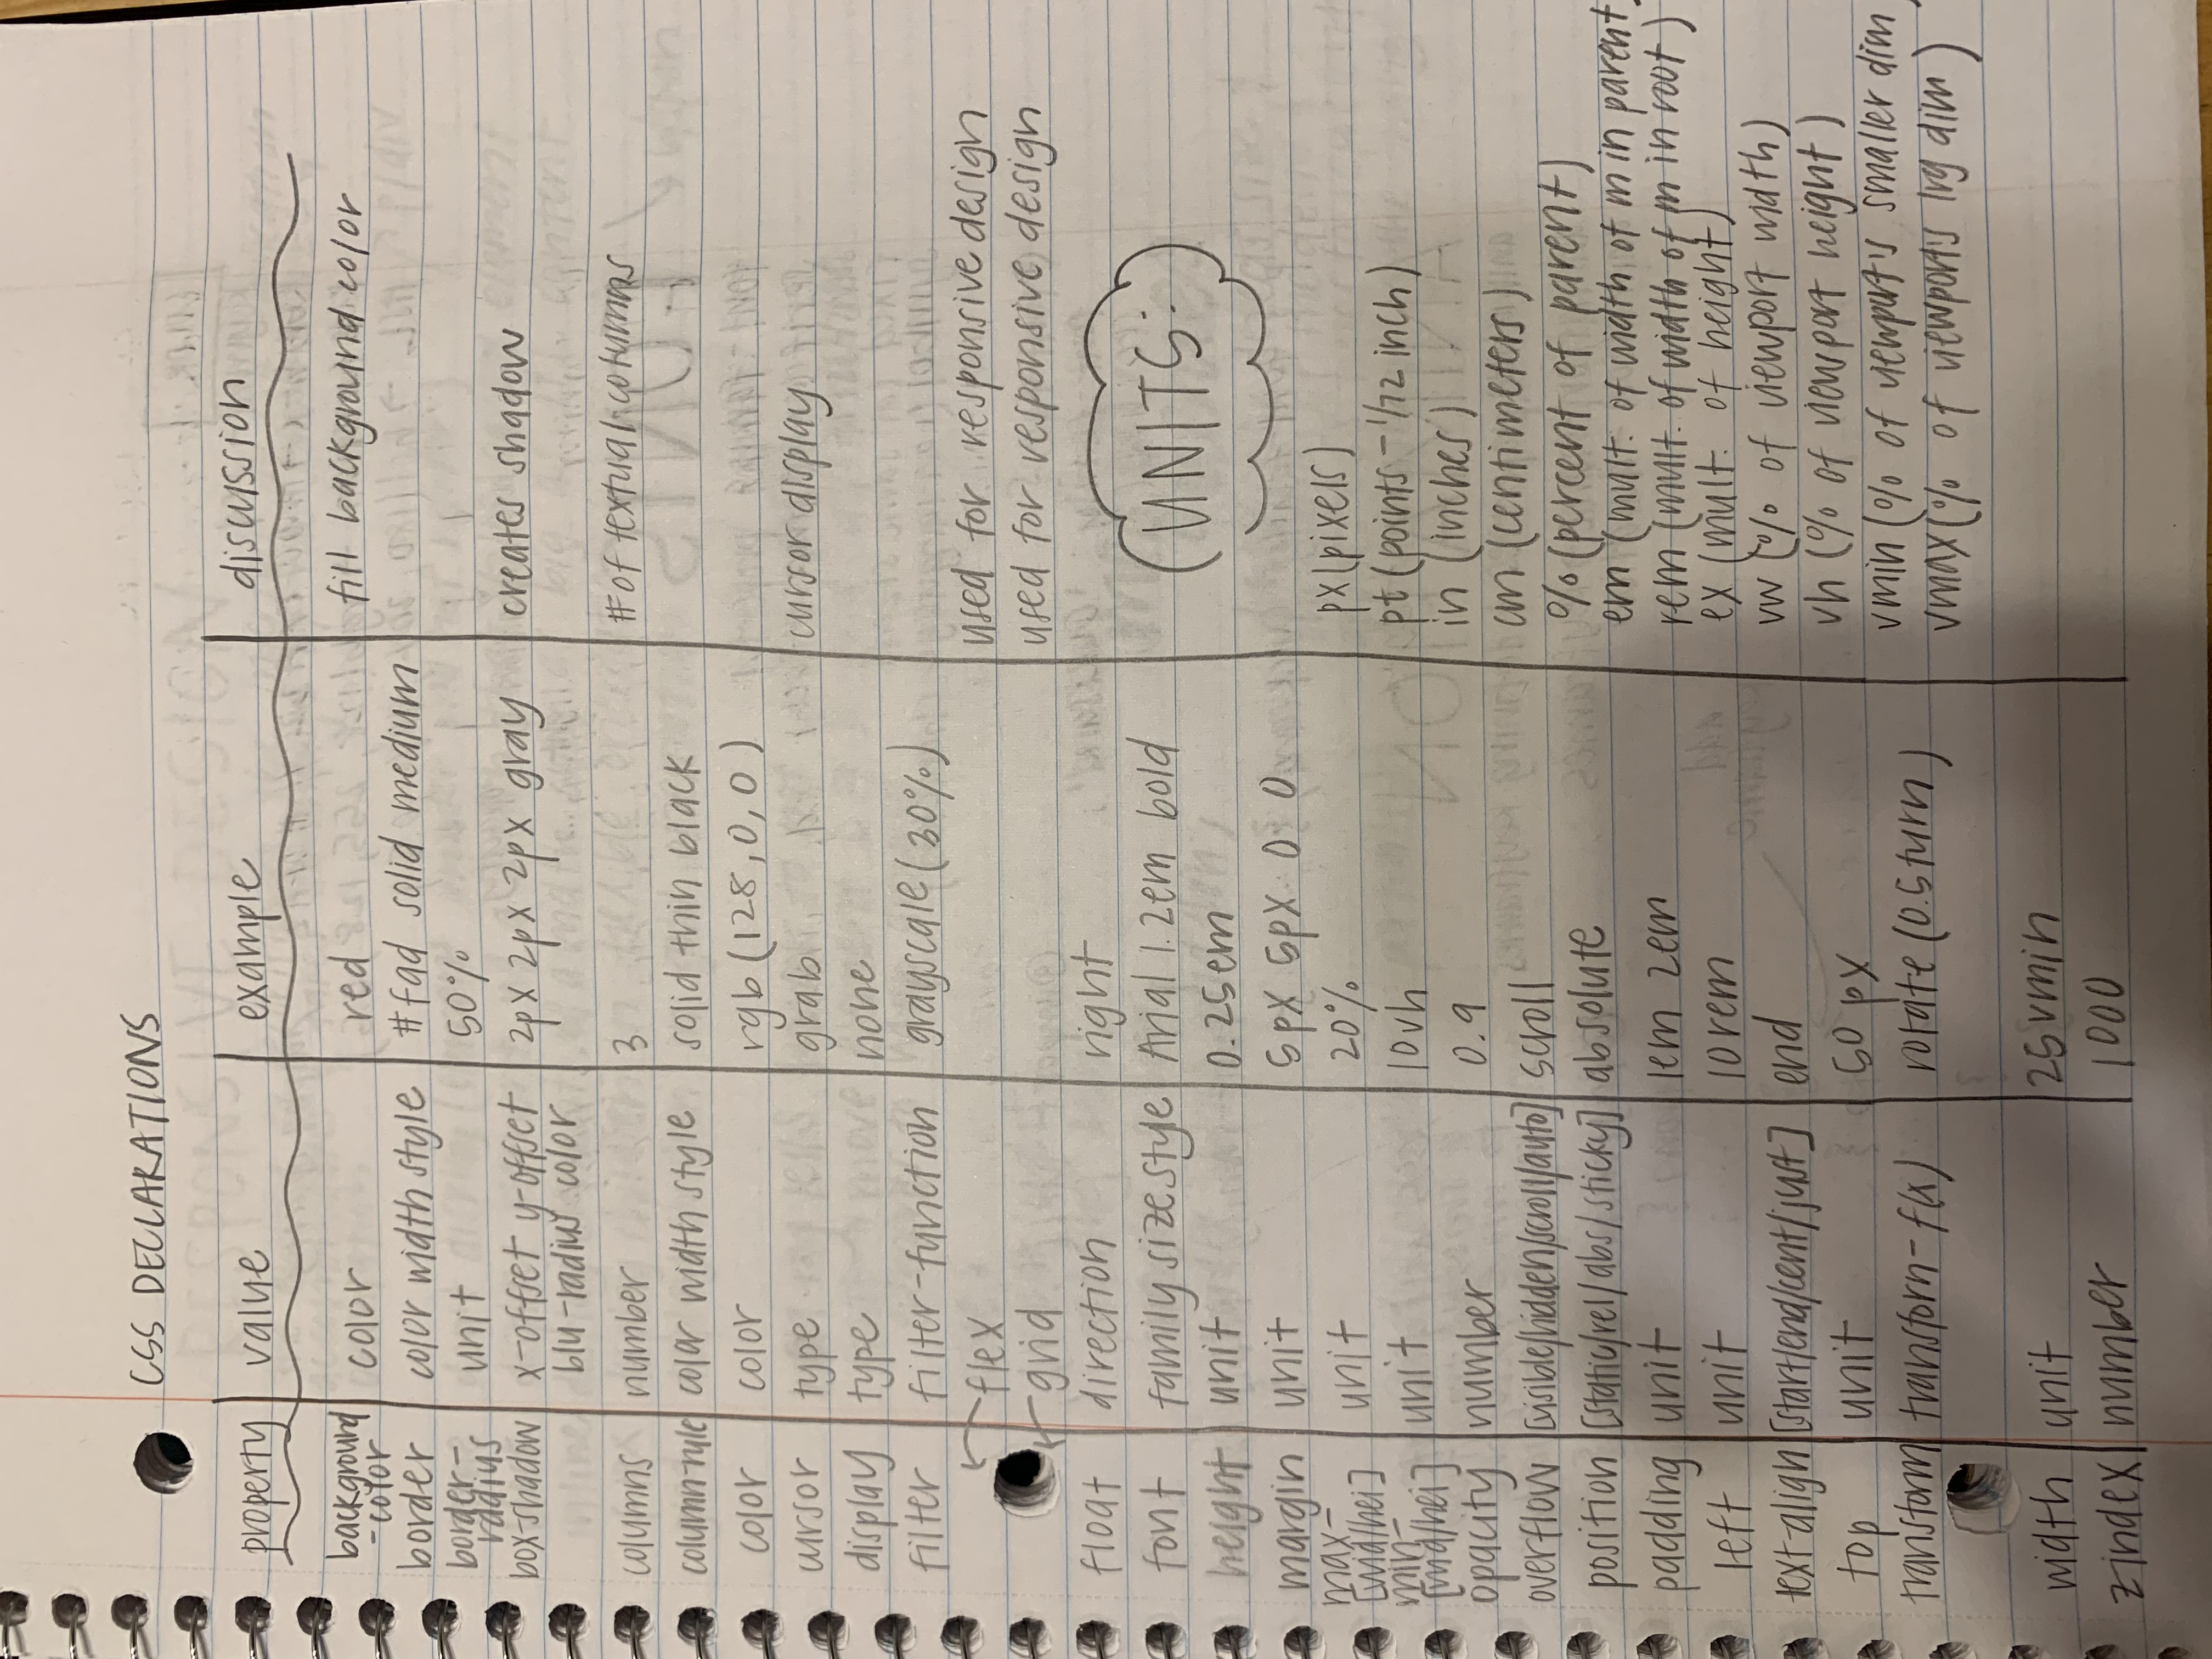 CSS DECLARATIONS
property value example discussion
background-color color red fill background color
border color width style #fad solid medium
border-radius unit 50%
box-shadow x-offset y-offset 2px 2px 2px gray creates shadow
blu-radius color
columns number 3 # of textual columns
column-rule color width style solid thin black
color color rgb (128,0,0)
cursor type grab cursor display
display type none
filter filter-function grayscale (30%)
flex used for responsive design
grid used for responsive design
float direction right
font family size style Arial 1.2em bold
UNITS:
height unit 0.25em
margin unit 5px 5px 0 0
max-[wid/hei] unit 20% px (pixels)
min-[wid/hei] unit 10vh pt (points - 1/72 inch)
opacity number 0.9 in (inches)
cm (centimeters)
overflow [visible/hidden/scroll/auto] scroll
% (percent of parent)
position [static/rel/abs/sticky] absolute
em (mult. of width of m in parent)
padding unit 1em 2em rem (mult. of width of m in root)
left unit 10rem ex (mult. of height)
vw (% of viewport width)
text-align [start/end/cent/just] end
vh (% of viewport height)
top unit 50 px
vmin (% of viewport's smaller dim
transform transforn-f(x) rotate (0.5turn)
vmax (% of viewport's lrg dim)
width unit 25vmin
zindex number 1000